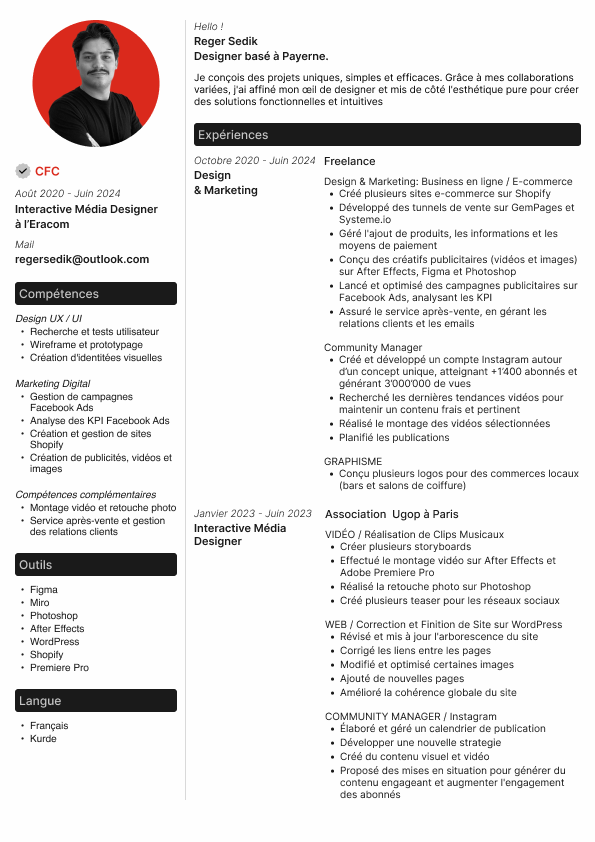 CFC
Août 2020 - Juin 2024
Interactive Média Designer
à l'Eracom
Mail
regersedik@outlook.com
Compétences
Design UX / UI
• Recherche et tests utilisateur
• Wireframe et prototypage
• Création d'identitées visuelles
Marketing Digital
• Gestion de campagnes
Facebook Ads
• Analyse des KPI Facebook Ads
• Création et gestion de sites
Shopify
• Création de publicités, vidéos et
images
Compétences complémentaires
• Montage vidéo et retouche photo
• Service après-vente et gestion
des relations clients
Outils
• Figma
• Miro
• Photoshop
• After Effects
• WordPress
• Shopify
• Premiere Pro
Langue
• Français
• Kurde
Hello !
Reger Sedik
Designer basé à Payerne.
Je conçois des projets uniques, simples et efficaces. Grâce à mes collaborations
variées, j'ai affiné mon œil de designer et mis de côté l'esthétique pure pour créer
des solutions fonctionnelles et intuitives
Expériences
Octobre 2020 - Juin 2024
Design
& Marketing
Freelance
Design & Marketing: Business en ligne / E-commerce
• Créé plusieurs sites e-commerce sur Shopify
• Développé des tunnels de vente sur GemPages et
Systeme.io
• Géré l'ajout de produits, les informations et les
moyens de paiement
• Conçu des créatifs publicitaires (vidéos et images)
sur After Effects, Figma et Photoshop
• Lancé et optimisé des campagnes publicitaires sur
Facebook Ads, analysant les KPI
• Assuré le service après-vente, en gérant les
relations clients et les emails
Community Manager
• Créé et développé un compte Instagram autour
d'un concept unique, atteignant +1'400 abonnés et
générant 3'000'000 de vues
• Recherché les dernières tendances vidéos pour
maintenir un contenu frais et pertinent
• Réalisé le montage des vidéos sélectionnées
• Planifié les publications
GRAPHISME
• Conçu plusieurs logos pour des commerces locaux
(bars et salons de coiffure)
Janvier 2023 - Juin 2023
Interactive Média
Designer
Association Ugop à Paris
VIDÉO / Réalisation de Clips Musicaux
• Créer plusieurs storyboards
• Effectué le montage vidéo sur After Effects et
Adobe Premiere Pro
• Réalisé la retouche photo sur Photoshop
• Créé plusieurs teaser pour les réseaux sociaux
WEB / Correction et Finition de Site sur WordPress
• Révisé et mis à jour l'arborescence du site
• Corrigé les liens entre les pages
• Modifié et optimisé certaines images
• Ajouté de nouvelles pages
• Amélioré la cohérence globale du site
COMMUNITY MANAGER / Instagram
• Élaboré et géré un calendrier de publication
• Développer une nouvelle strategie
• Créé du contenu visuel et vidéo
• Proposé des mises en situation pour générer du
contenu engageant et augmenter l'engagement
des abonnés